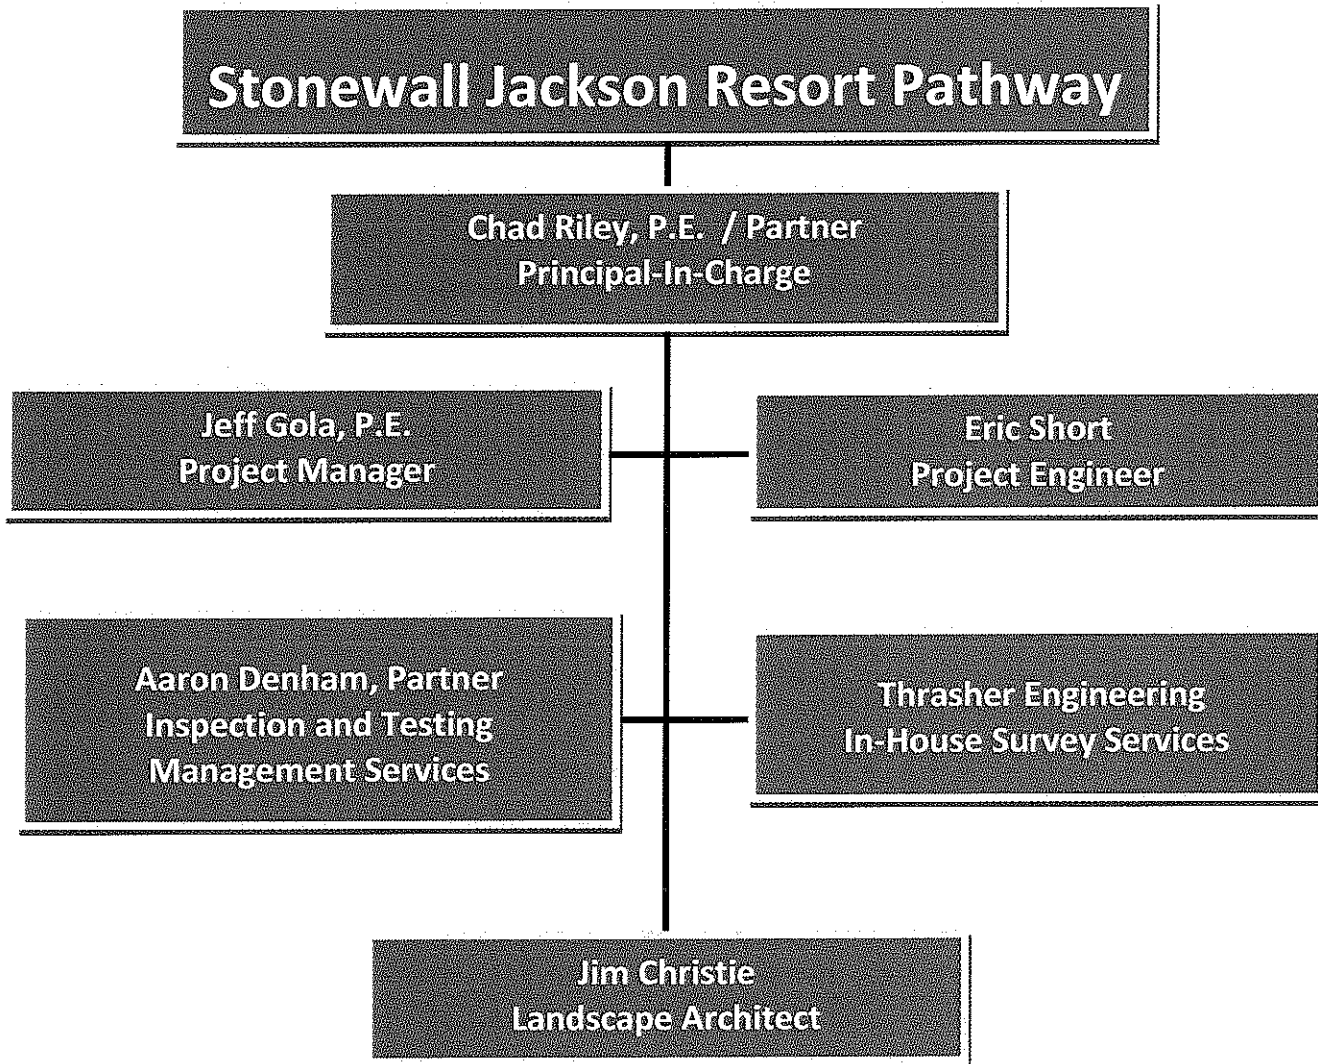 Stonewall Jackson Resort Pathway
Chad Riley, P.E. / Partner
Principal-In-Charge
Jeff Gola, P.E.
Project Manager
Eric Short
Project Engineer
Aaron Denham, Partner
Inspection and Testing
Management Services
Thrasher Engineering
In-House Survey Services
Jim Christie
Landscape Architect